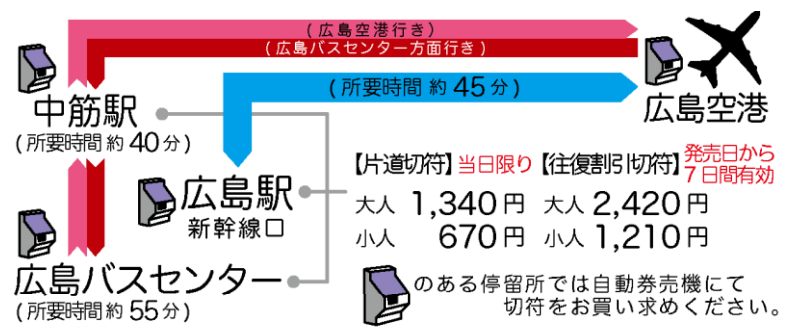 (広島空港行き)
(広島バスセンター方面行き)
(所要時間 約 45分)
広島空港
中筋駅
(所要時間 約 40分)
広島駅
新幹線口
広島バスセンター
(所要時間 約 55分)
【片道切符】当日限り
大人 1,340円
小人 670円
【往復割引切符】発売日から
7日間有効
大人 2,420円
小人 1,210円
のある停留所では自動券売機にて
切符をお買い求めください。